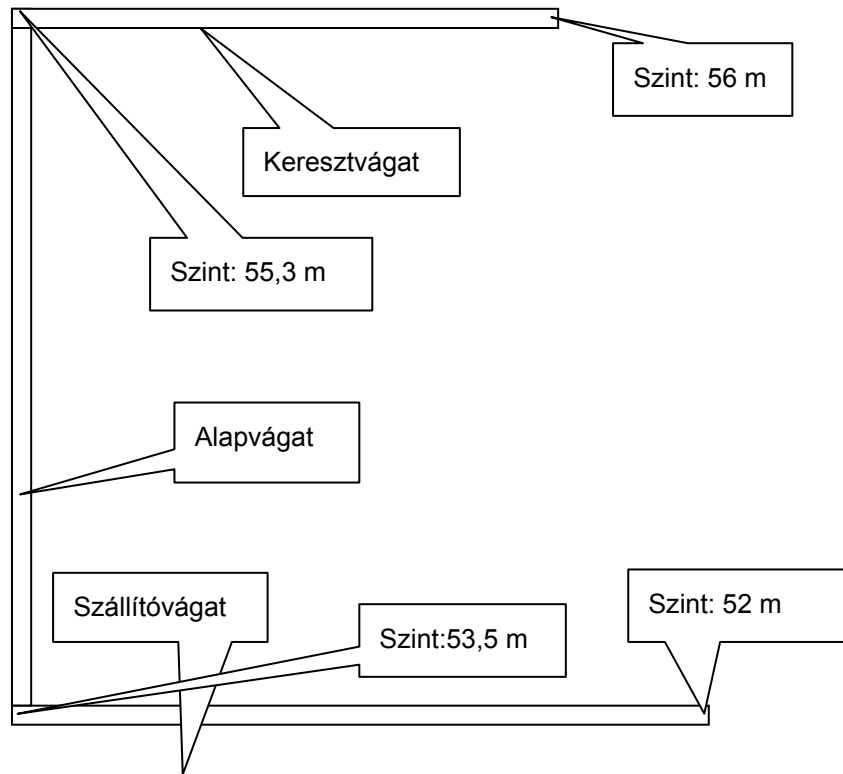 Szint: 56 m
Keresztvágat
Szint: 55,3 m
Alapvágat
Szállítóvágat
Szint: 52 m
Szint:53,5 m